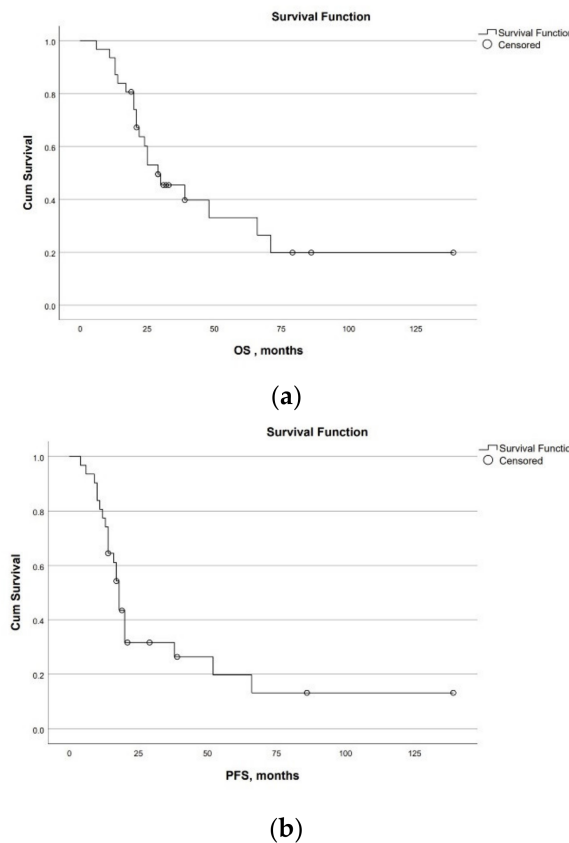 Survival Function
Survival Function
Censored
Cum Survival
1.0
0.8
0.6
0.4
0.2
0.0
0 25 50 75 100 125
OS , months
(a)
Survival Function
Survival Function
Censored
Cum Survival
1.0
0.8
0.6
0.4
0.2
0.0
0 25 50 75 100 125
PFS, months
(b)